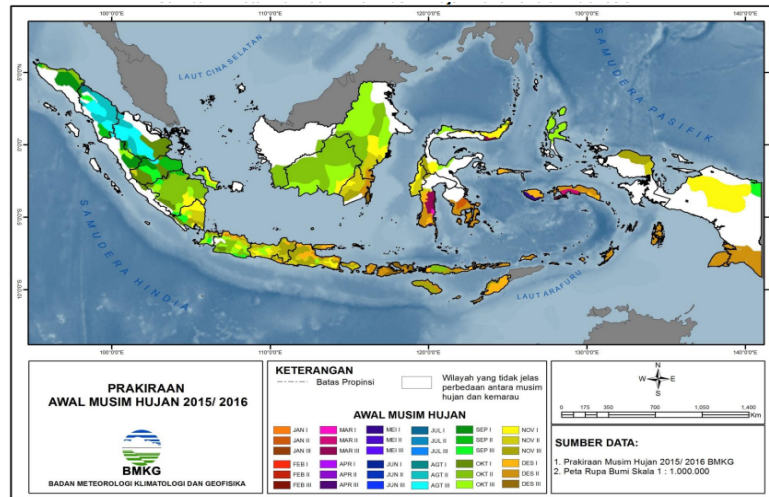 100°0'0"E 110°0'0"E 120°0'0"E 130°0'0"E 140°0'0"E
LAUT CINA SELATAN
SAMUDERA PASIFIK
5°0'0"N
0°0'0"
5°0'0"S
10°0'0"S
SAMUDERA HINDIA
LAUT ARAFURU
100°0'0"E 110°0'0"E 120°0'0"E 130°0'0"E 140°0'0"E
PRAKIRAAN
AWAL MUSIM HUJAN 2015/ 2016
BMKG
BADAN METEOROLOGI KLIMATOLOGI DAN GEOFISIKA
KETERANGAN
Batas Propinsi
Wilayah yang tidak jelas
perbedaan antara musim
hujan dan kemarau
AWAL MUSIM HUJAN
JAN I MAR I MEI I JUL I SEP I NOV I
JAN II MAR II MEI II JUL II SEP II NOV II
JAN III MAR III MEI III JUL III SEP III NOV III
FEB I APR I JUN I AGT I OKT I DES I
FEB II APR II JUN II AGT II OKT II DES II
FEB III APR III JUN III AGT III OKT III DES III
N
W E
S
0 87.5 175 350 700 1,050 1,400
Km
SUMBER DATA:
1. Prakiraan Musim Hujan 2015/ 2016 BMKG
2. Peta Rupa Bumi Skala 1 : 1.000.000